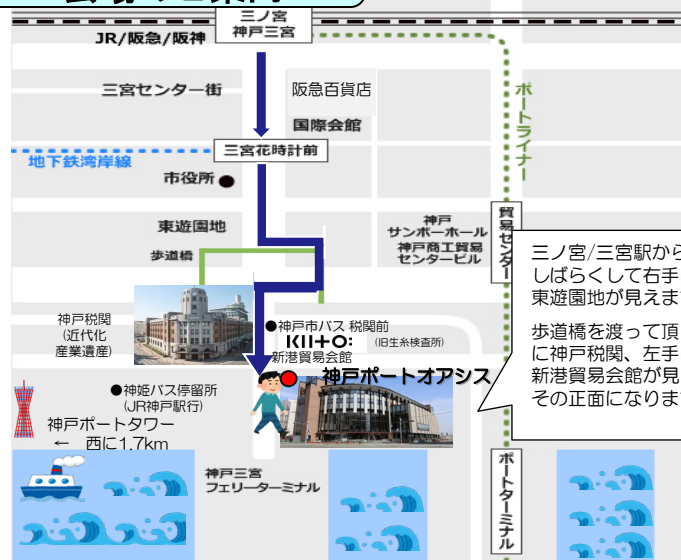 三ノ宮
神戸三宮
JR/阪急/阪神
三宮センター街
阪急百貨店
国際会館
ポートライナー
地下鉄湾岸線
三宮花時計前
市役所●
東遊園地
歩道橋
神戸
サンボーホール
神戸商工貿易
センタービル
貿易センター
三ノ宮/三宮駅から
しばらくして右手
東遊園地が見えま
歩道橋を渡って頂
に神戸税関、左手
新港貿易会館が見
その正面になりま
神戸税関
(近代化
産業遺産)
●神戸市バス 税関前
KIITO:
(旧生糸検査所)
新港貿易会館
神戸ポートオアシス
●神姫バス停留所
(JR神戸駅行)
神戸ポートタワー
← 西に1.7km
神戸三宮
フェリーターミナル
ポートターミナル